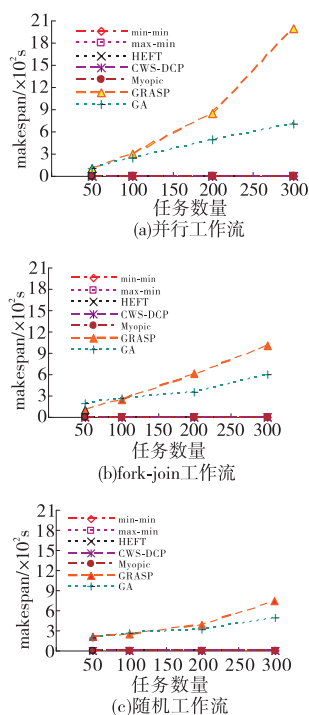 makespan/×10²s
21
18
15
12
9
6
3
0
min-min
max-min
HEFT
CWS-DCP
Myopic
GRASP
GA
50 100 150 200 250 300
任务数量
(a)并行工作流
makespan/×10²s
21
18
15
12
9
6
3
0
min-min
max-min
HEFT
CWS-DCP
Myopic
GRASP
GA
50 100 150 200 250 300
任务数量
(b)fork-join工作流
makespan/×10²s
21
18
15
12
9
6
3
0
min-min
max-min
HEFT
CWS-DCP
Myopic
GRASP
GA
50 100 150 200 250 300
任务数量
(c)随机工作流